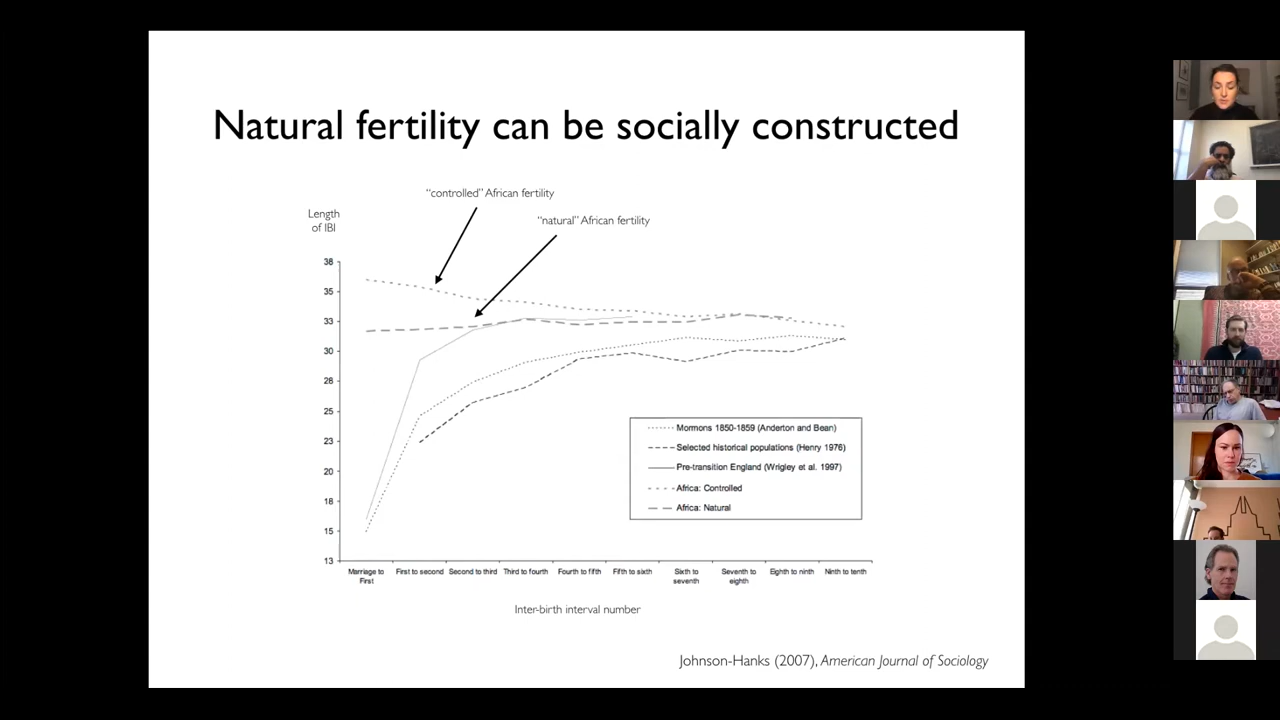 Natural fertility can be socially constructed
“controlled” African fertility
Length
of IBI
“natural” African fertility
38
35
33
30
28
25
23
20
18
15
13
Mormons 1850-1859 (Anderton and Bean)
Selected historical populations (Henry 1976)
Pre-transition England (Wrigley et al. 1997)
Africa: Controlled
Africa: Natural
Marriage to
First
First to second
Second to third
Third to fourth
Fourth to fifth
Fifth to sixth
Sixth to
seventh
Seventh to
eighth
Eighth to ninth
Ninth to tenth
Inter-birth interval number
Johnson-Hanks (2007), American Journal of Sociology